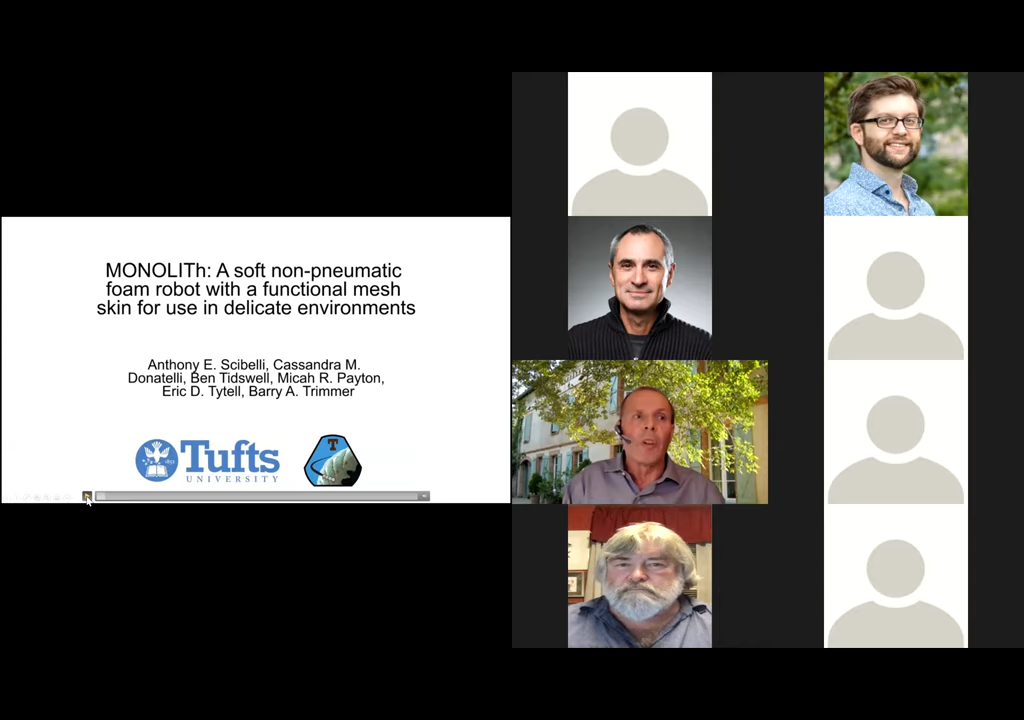 MONOLITh: A soft non-pneumatic
foam robot with a functional mesh
skin for use in delicate environments
Anthony E. Scibelli, Cassandra M.
Donatelli, Ben Tidswell, Micah R. Payton,
Eric D. Tytell, Barry A. Trimmer
Tufts
UNIVERSITY
T